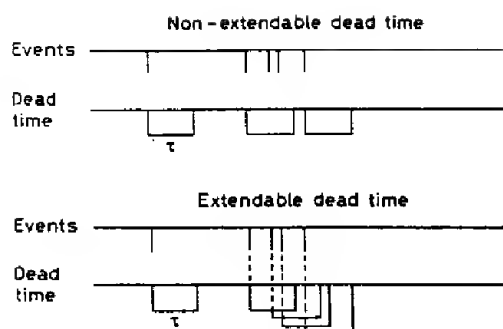 Non-extendable dead time
Events
Dead
time
τ
Extendable dead time
Events
Dead
time
τ